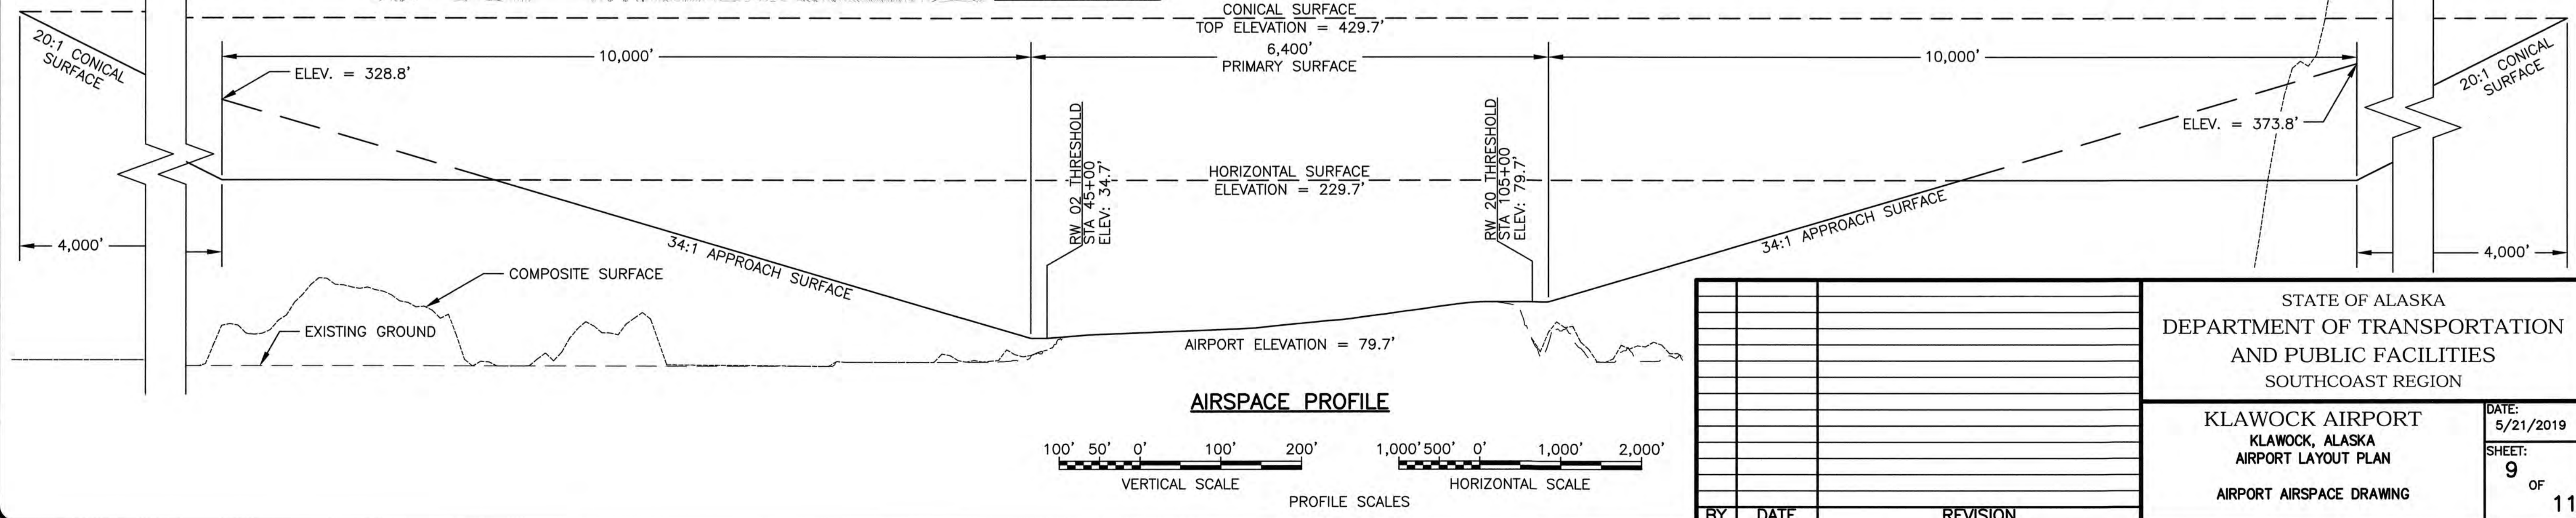 CONICAL SURFACE
TOP ELEVATION = 429.7'
20:1 CONICAL
SURFACE
ELEV. = 328.8'
10,000'
6,400'
PRIMARY SURFACE
10,000'
20:1 CONICAL
SURFACE
ELEV. = 373.8'
RW 02 THRESHOLD
STA 45+00
ELEV: 34.7'
HORIZONTAL SURFACE
ELEVATION = 229.7'
RW 20 THRESHOLD
STA 105+00
ELEV: 79.7'
4,000'
34:1 APPROACH SURFACE
34:1 APPROACH SURFACE
4,000'
COMPOSITE SURFACE
EXISTING GROUND
AIRPORT ELEVATION = 79.7'
AIRSPACE PROFILE
100' 50' 0' 100' 200'
VERTICAL SCALE
1,000' 500' 0' 1,000' 2,000'
HORIZONTAL SCALE
PROFILE SCALES
BY DATE REVISION
STATE OF ALASKA
DEPARTMENT OF TRANSPORTATION
AND PUBLIC FACILITIES
SOUTHCOAST REGION
KLAWOCK AIRPORT
KLAWOCK, ALASKA
AIRPORT LAYOUT PLAN
AIRPORT AIRSPACE DRAWING
DATE:
5/21/2019
SHEET:
9
OF
11